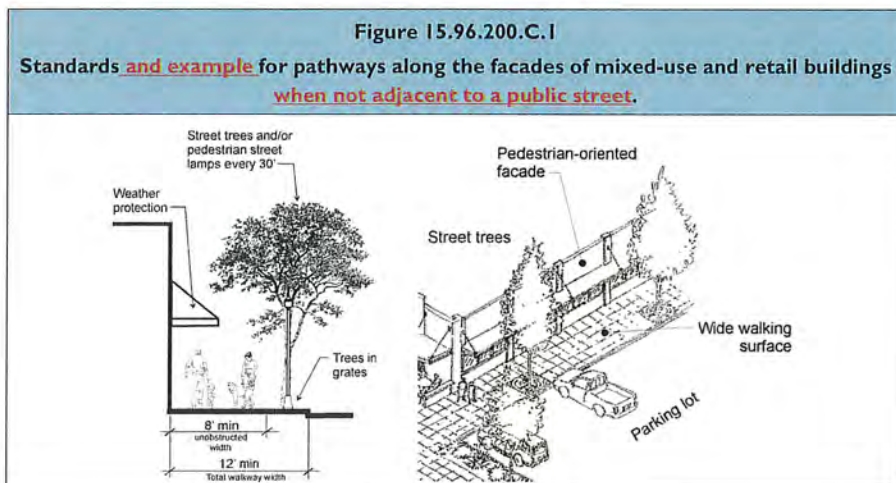 Figure 15.96.200.C.1
Standards and example for pathways along the facades of mixed-use and retail buildings
when not adjacent to a public street.
Street trees and/or
pedestrian street
lamps every 30'
Weather
protection
Trees in
grates
8' min
unobstructed
width
12' min
Total walkway width
Pedestrian-oriented
facade
Street trees
Wide walking
surface
Parking lot